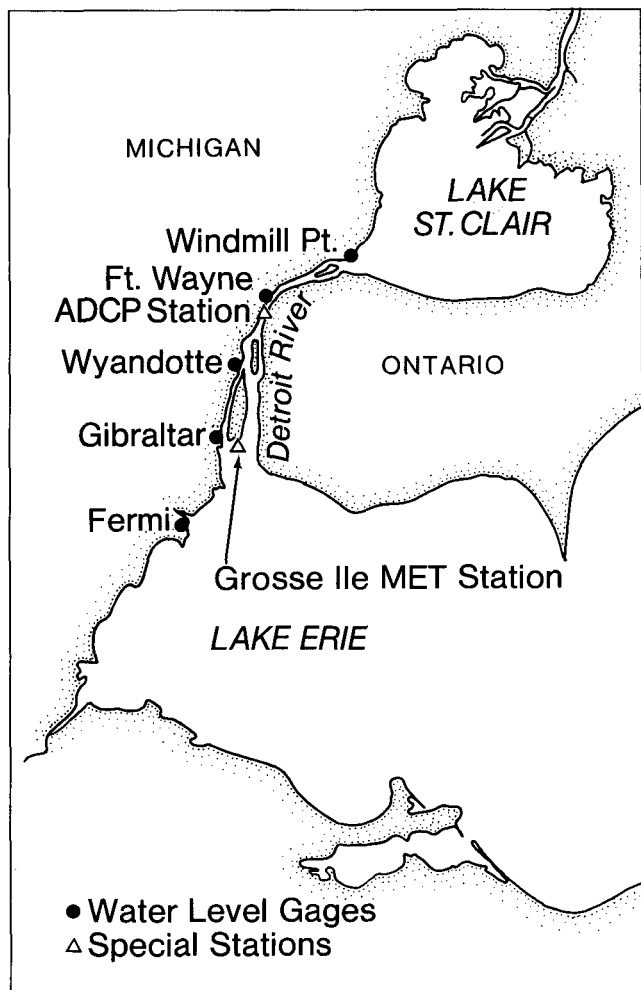 MICHIGAN
LAKE
ST. CLAIR
Windmill Pt.
Ft. Wayne
ADCP Station
Detroit River
Wyandotte
ONTARIO
Gibraltar
Fermi
Grosse Ile MET Station
LAKE ERIE
Water Level Gages
Special Stations